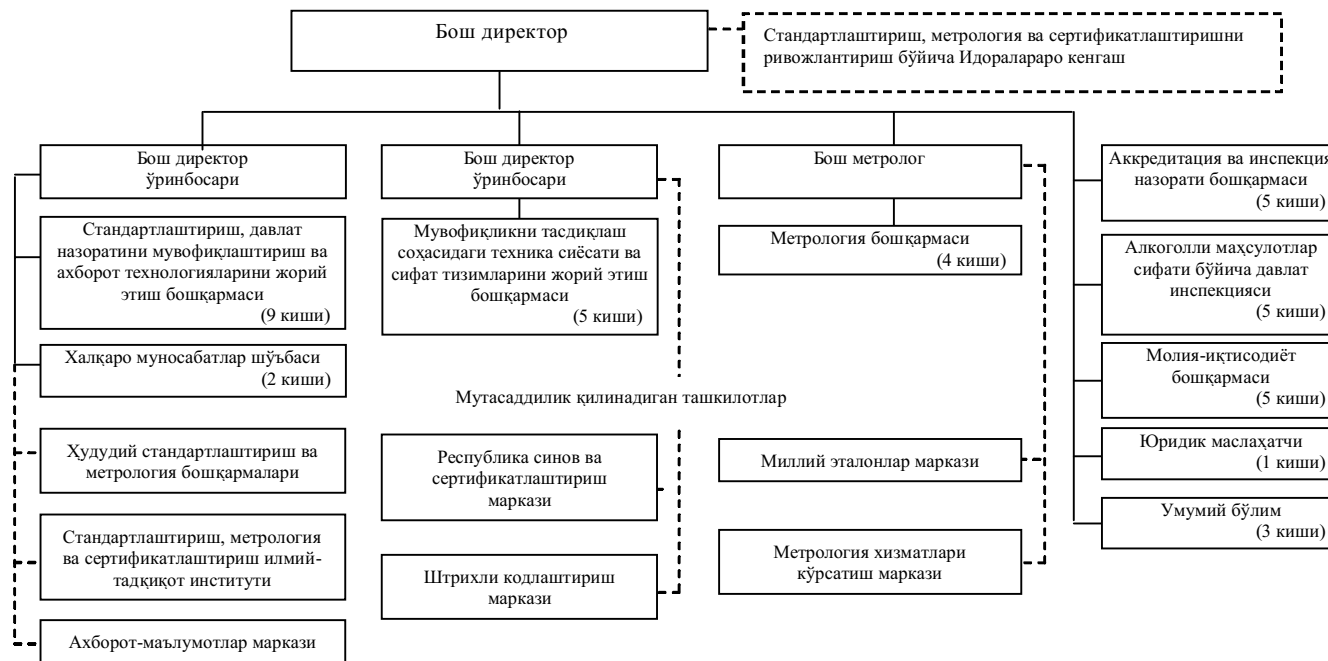 Бош директор
Стандартлаштириш, метрология ва сертификатлаштиришни
ривожлантириш бўйича Идоралараро кенгаш
Бош директор
ўринбосари
Бош директор
ўринбосари
Бош метролог
Аккредитация ва инспекция
назорати бошқармаси
(5 киши)
Стандартлаштириш, давлат
назоратини мувофиқлаштириш ва
ахборот технологияларини жорий
этиш бошқармаси
(9 киши)
Мувофиқликни тасдиқлаш
соҳасидаги техника сиёсати ва
сифат тизимларини жорий этиш
бошқармаси
(5 киши)
Метрология бошқармаси
(4 киши)
Алкоголли маҳсулотлар
сифати бўйича давлат
инспекцияси
(5 киши)
Халқаро муносабатлар шўъбаси
(2 киши)
Молия-иқтисодиёт
бошқармаси
(5 киши)
Мутасаддилик қилинадиган ташкилотлар
Ҳудудий стандартлаштириш ва
метрология бошқармалари
Республика синов ва
сертификатлаштириш
маркази
Миллий эталонлар маркази
Юридик маслаҳатчи
(1 киши)
Умумий бўлим
(3 киши)
Стандартлаштириш, метрология
ва сертификатлаштириш илмий-
тадқиқот институти
Штрихли кодлаштириш
маркази
Метрология хизматлари
кўрсатиш маркази
Ахборот-маълумотлар маркази